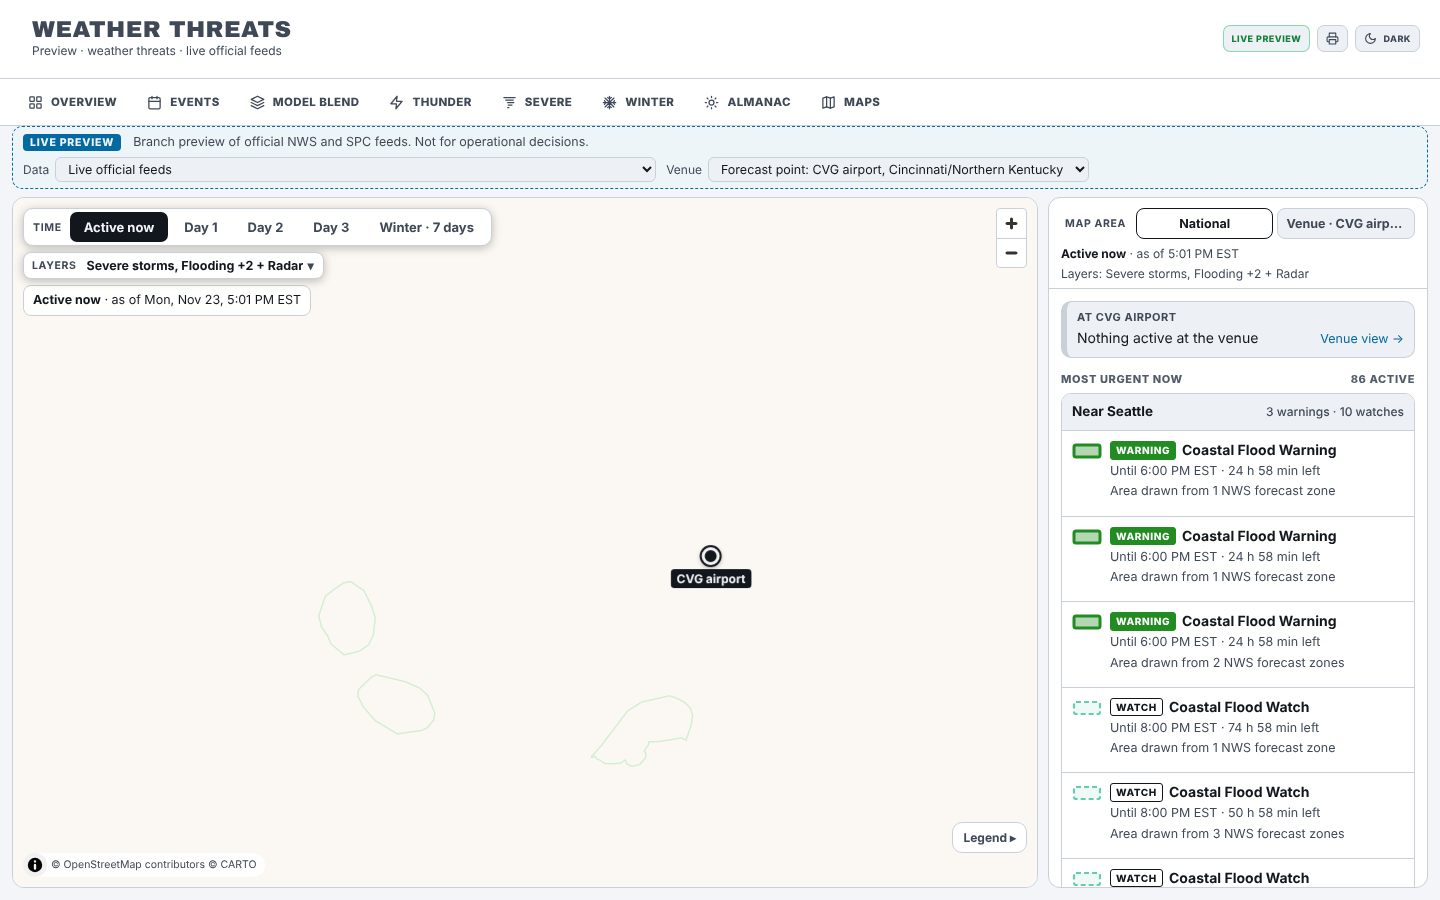 WEATHER THREATS
Preview · weather threats · live official feeds
LIVE PREVIEW
DARK
OVERVIEW
EVENTS
MODEL BLEND
THUNDER
SEVERE
WINTER
ALMANAC
MAPS
LIVE PREVIEW Branch preview of official NWS and SPC feeds. Not for operational decisions.
Data Live official feeds Venue Forecast point: CVG airport, Cincinnati/Northern Kentucky
TIME Active now Day 1 Day 2 Day 3 Winter · 7 days
LAYERS Severe storms, Flooding +2 + Radar ▾
Active now · as of Mon, Nov 23, 5:01 PM EST
+
−
CVG airport
Legend ▸
© OpenStreetMap contributors © CARTO
MAP AREA National Venue · CVG airp...
Active now · as of 5:01 PM EST
Layers: Severe storms, Flooding +2 + Radar
AT CVG AIRPORT
Nothing active at the venue Venue view →
MOST URGENT NOW 86 ACTIVE
Near Seattle 3 warnings · 10 watches
WARNING Coastal Flood Warning
Until 6:00 PM EST · 24 h 58 min left
Area drawn from 1 NWS forecast zone
WARNING Coastal Flood Warning
Until 6:00 PM EST · 24 h 58 min left
Area drawn from 1 NWS forecast zone
WARNING Coastal Flood Warning
Until 6:00 PM EST · 24 h 58 min left
Area drawn from 2 NWS forecast zones
WATCH Coastal Flood Watch
Until 8:00 PM EST · 74 h 58 min left
Area drawn from 1 NWS forecast zone
WATCH Coastal Flood Watch
Until 8:00 PM EST · 50 h 58 min left
Area drawn from 3 NWS forecast zones
WATCH Coastal Flood Watch